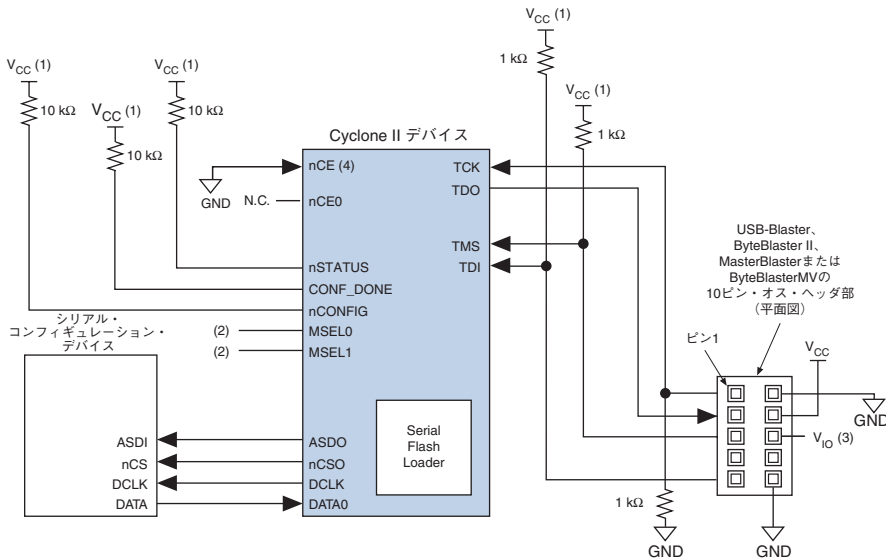 VCC (1)
1 kΩ
VCC (1)
VCC (1)
VCC (1)
10 kΩ
10 kΩ
VCC (1)
10 kΩ
1 kΩ
Cyclone II デバイス
nCE (4)
GND
N.C.
nCE0
TCK
TDO
TMS
TDI
nSTATUS
CONF_DONE
nCONFIG
(2)
MSEL0
(2)
MSEL1
USB-Blaster、
ByteBlaster II、
MasterBlasterまたは
ByteBlasterMVの
10ピン・オス・ヘッダ部
（平面図）
ピン1
VCC
GND
VIO (3)
シリアル・
コンフィギュレーション・
デバイス
ASDI
nCS
DCLK
DATA
ASDO
nCSO
DCLK
DATA0
Serial
Flash
Loader
1 kΩ
GND
GND